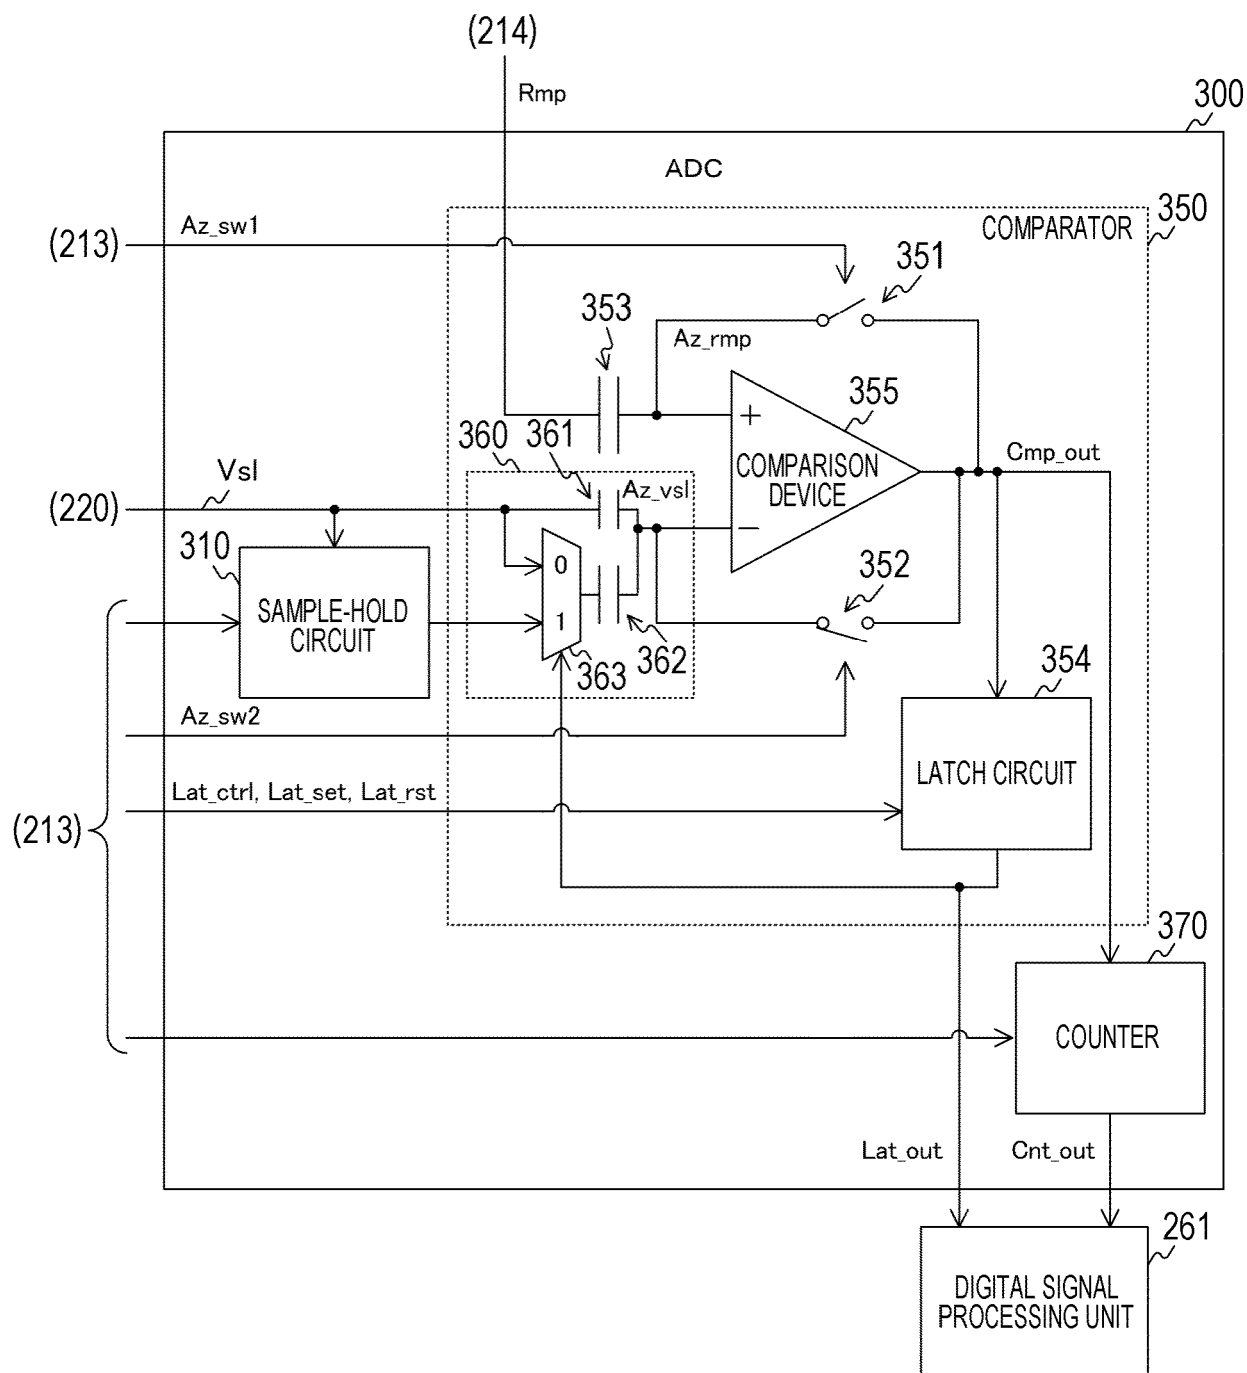 (214)
Rmp
300
ADC
Az_sw1
(213)
350
COMPARATOR
351
353
Az_rmp
355
360
361
+
Az_vsl
COMPARISON
DEVICE
Cmp_out
Vsl
(220)
−
310
0
352
SAMPLE-HOLD
CIRCUIT
1
362
363
354
Az_sw2
LATCH CIRCUIT
Lat_ctrl, Lat_set, Lat_rst
(213)
370
COUNTER
Lat_out
Cnt_out
261
DIGITAL SIGNAL
PROCESSING UNIT